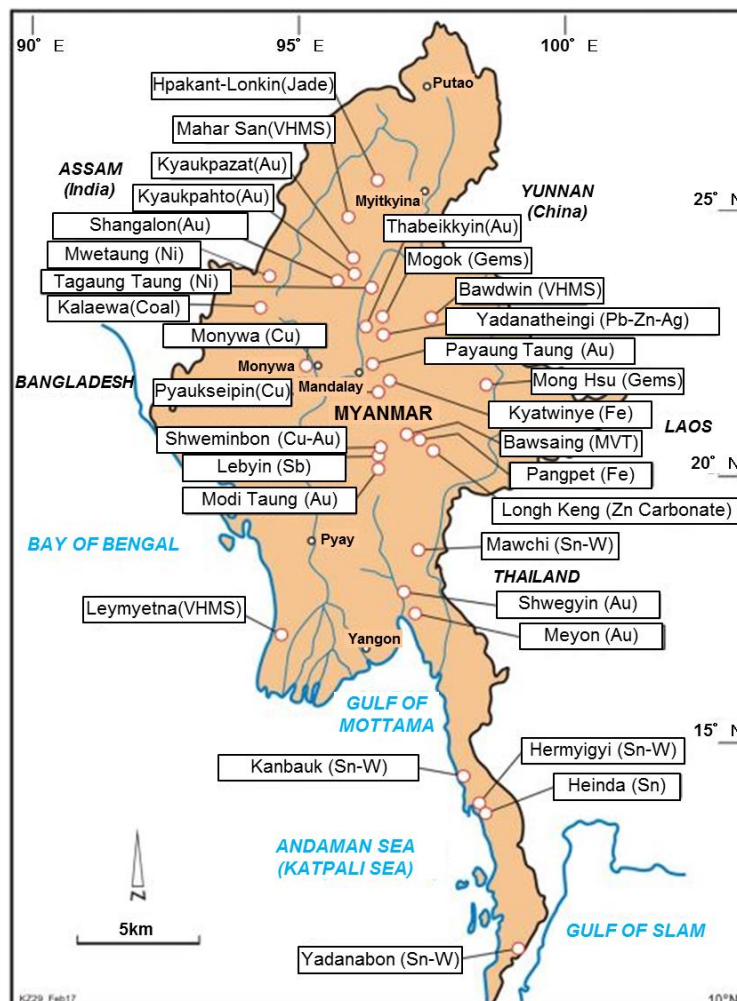 90° E
95°
100°
Hpakant-Lonkin(Jade)
Putao
Mahar San(VHMS)
Kyaukpazat(Au)
ASSAM
(India)
Kyaukpahto(Au)
Myitkyina
YUNNAN
(China)
25° N
Shangalon(Au)
Thabeikkyin(Au)
Mwetaung (Ni)
Mogok (Gems)
Tagaung Taung (Ni)
Bawdwin (VHMS)
Kalaewa(Coal)
Yadanatheingi (Pb-Zn-Ag)
Monywa (Cu)
Payaung Taung (Au)
Monywa
Mandalay
BANGLADESH
Mong Hsu (Gems)
Pyaukseipin(Cu)
MYANMAR
Kyatwinye (Fe)
LAOS
Shweminbon (Cu-Au)
Bawsaing (MVT)
Lebyin (Sb)
Pangpet (Fe)
20° N
Modi Taung (Au)
Longh Keng (Zn Carbonate)
BAY OF BENGAL
Pyay
Mawchi (Sn-W)
THAILAND
Shwegyin (Au)
Leymyetna(VHMS)
Meyon (Au)
Yangon
GULF OF
MOTTAMA
15° N
Hermyigyi (Sn-W)
Kanbauk (Sn-W)
Heinda (Sn)
ANDAMAN SEA
(KATPALI SEA)
N
5km
GULF OF SLAM
Yadanabon (Sn-W)
KZ29_Feb17
10° N